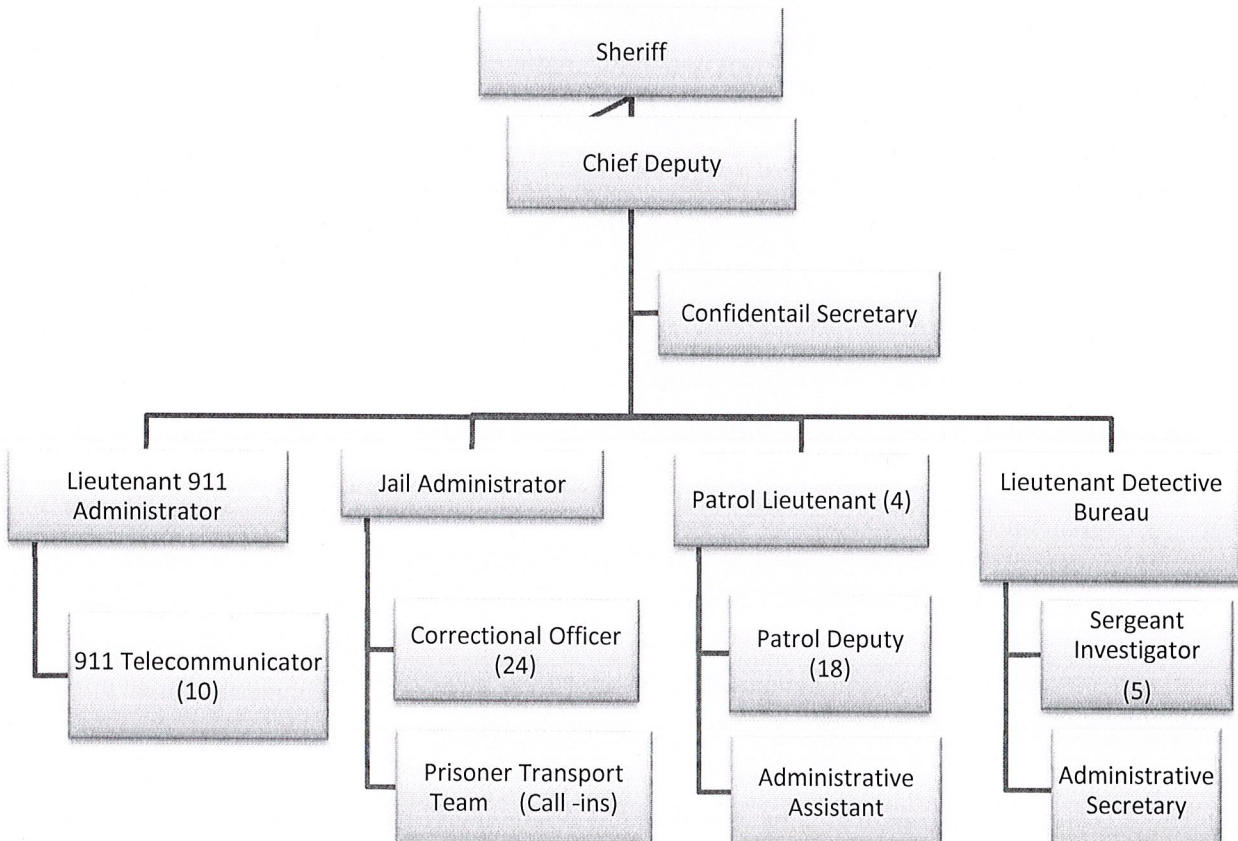 Sheriff
Chief Deputy
Confidentail Secretary
Lieutenant 911
Administrator
911 Telecommunicator
(10)
Jail Administrator
Correctional Officer
(24)
Prisoner Transport
Team (Call -ins)
Patrol Lieutenant (4)
Patrol Deputy
(18)
Administrative
Assistant
Lieutenant Detective
Bureau
Sergeant
Investigator
(5)
Administrative
Secretary